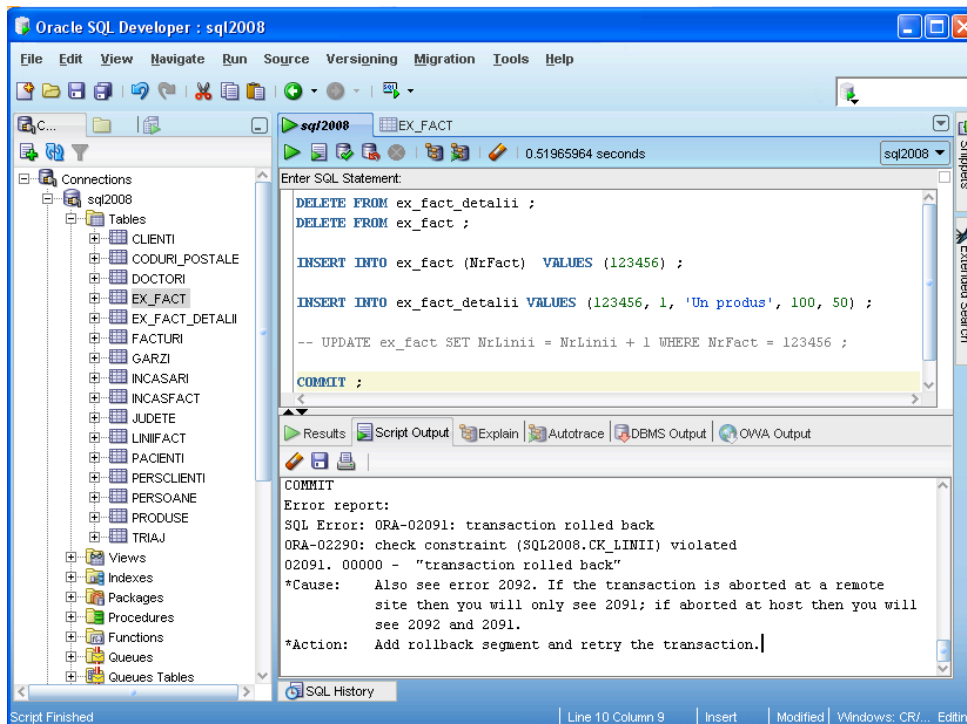 Oracle SQL Developer : sql2008
File Edit View Navigate Run Source Versioning Migration Tools Help
C...
sql2008 EX_FACT
0.51965964 seconds sql2008
Connections
sql2008
Tables
CLIENTI
CODURI_POSTALE
DOCTORI
EX_FACT
EX_FACT_DETALII
FACTURI
GARZI
INCASARI
INCASFACT
JUDETE
LINIIFACT
PACIENTI
PERSCLIENTI
PERSOANE
PRODUSE
TRIAJ
Views
Indexes
Packages
Procedures
Functions
Queues
Queues Tables
Enter SQL Statement:
DELETE FROM ex_fact_detalii ;
DELETE FROM ex_fact ;
INSERT INTO ex_fact (NrFact) VALUES (123456) ;
INSERT INTO ex_fact_detalii VALUES (123456, 1, 'Un produs', 100, 50) ;
-- UPDATE ex_fact SET NrLinii = NrLinii + 1 WHERE NrFact = 123456 ;
COMMIT ;
Results Script Output Explain Autotrace DBMS Output OWA Output
COMMIT
Error report:
SQL Error: ORA-02091: transaction rolled back
ORA-02290: check constraint (SQL2008.CK_LINII) violated
02091. 00000 - "transaction rolled back"
*Cause: Also see error 2092. If the transaction is aborted at a remote
site then you will only see 2091; if aborted at host then you will
see 2092 and 2091.
*Action: Add rollback segment and retry the transaction.
SQL History
Snippets
Extended Search
Script Finished Line 10 Column 9 Insert Modified Windows: CR/... Editin